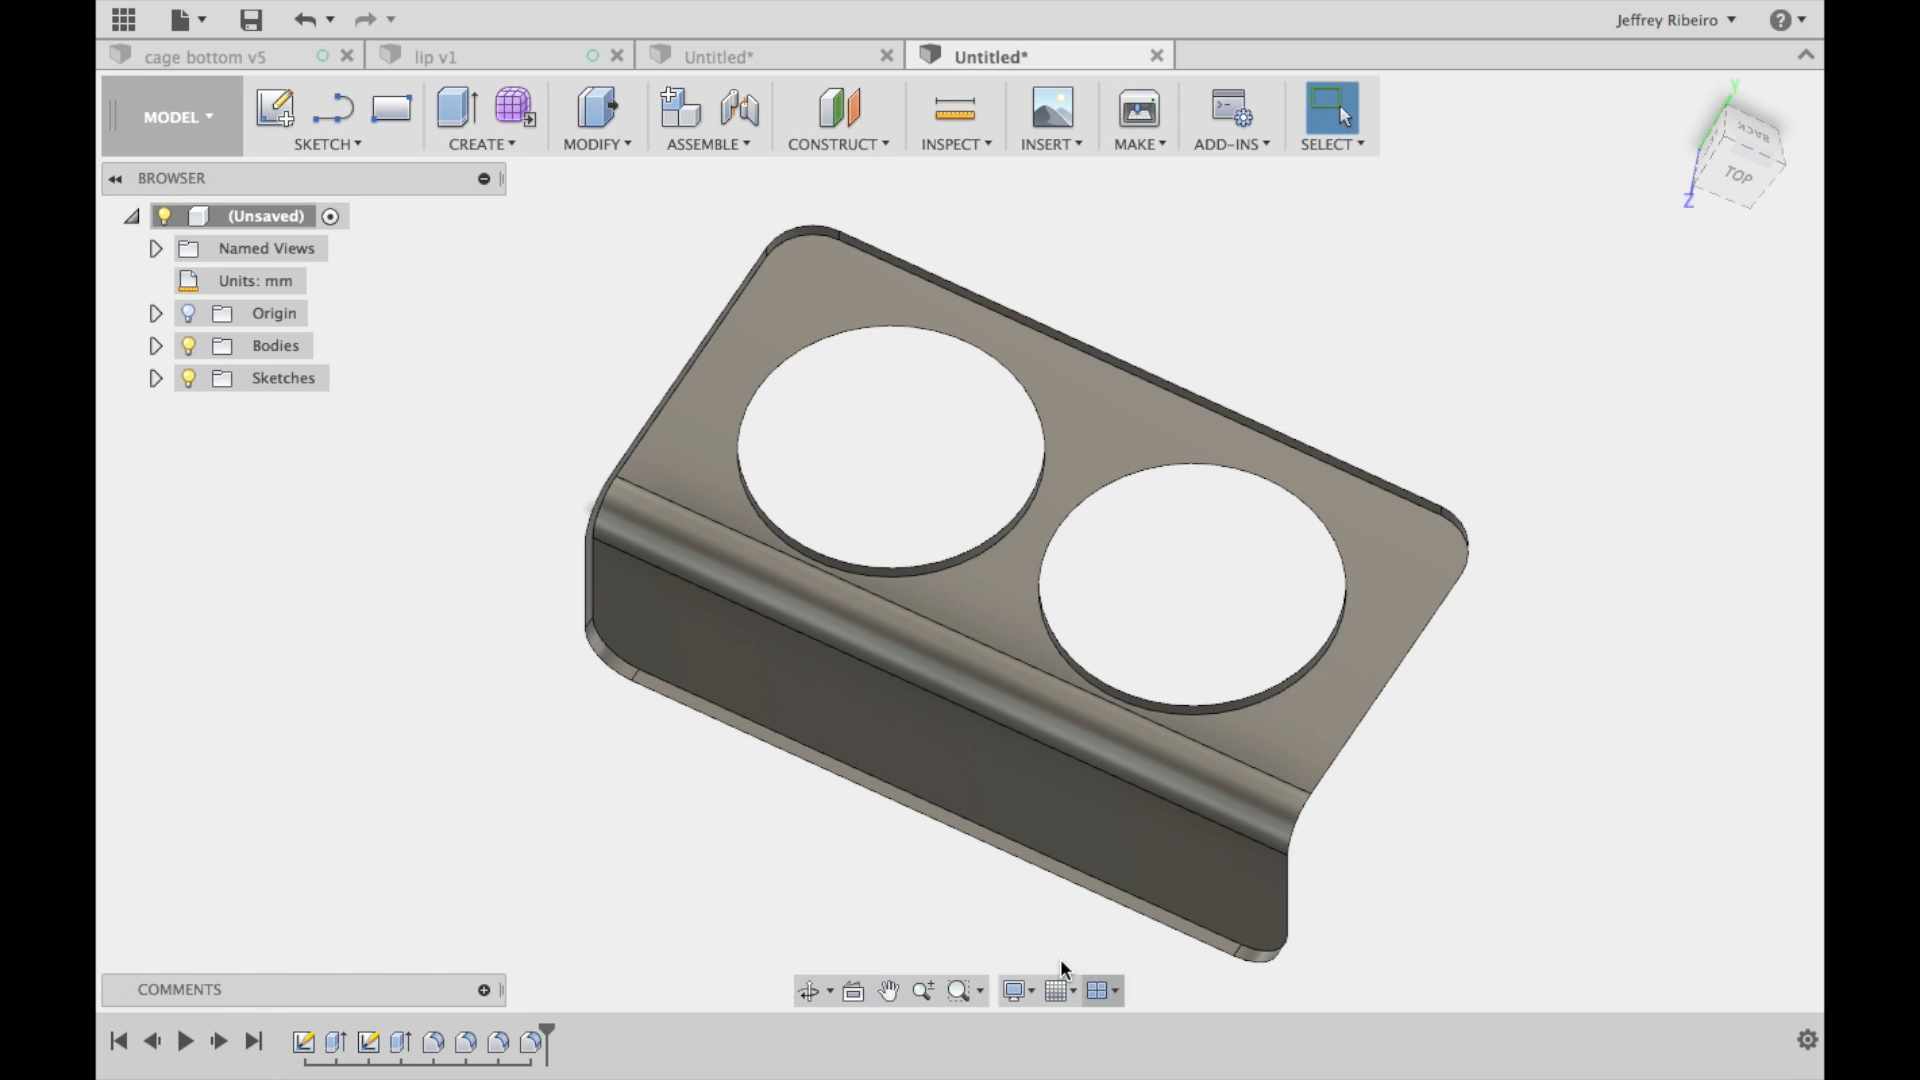 Jeffrey Ribeiro
cage bottom v5
lip v1
Untitled*
Untitled*
MODEL
SKETCH
CREATE
MODIFY
ASSEMBLE
CONSTRUCT
INSPECT
INSERT
MAKE
ADD-INS
SELECT
Y
BACK
TOP
Z
BROWSER
(Unsaved)
Named Views
Units: mm
Origin
Bodies
Sketches
COMMENTS